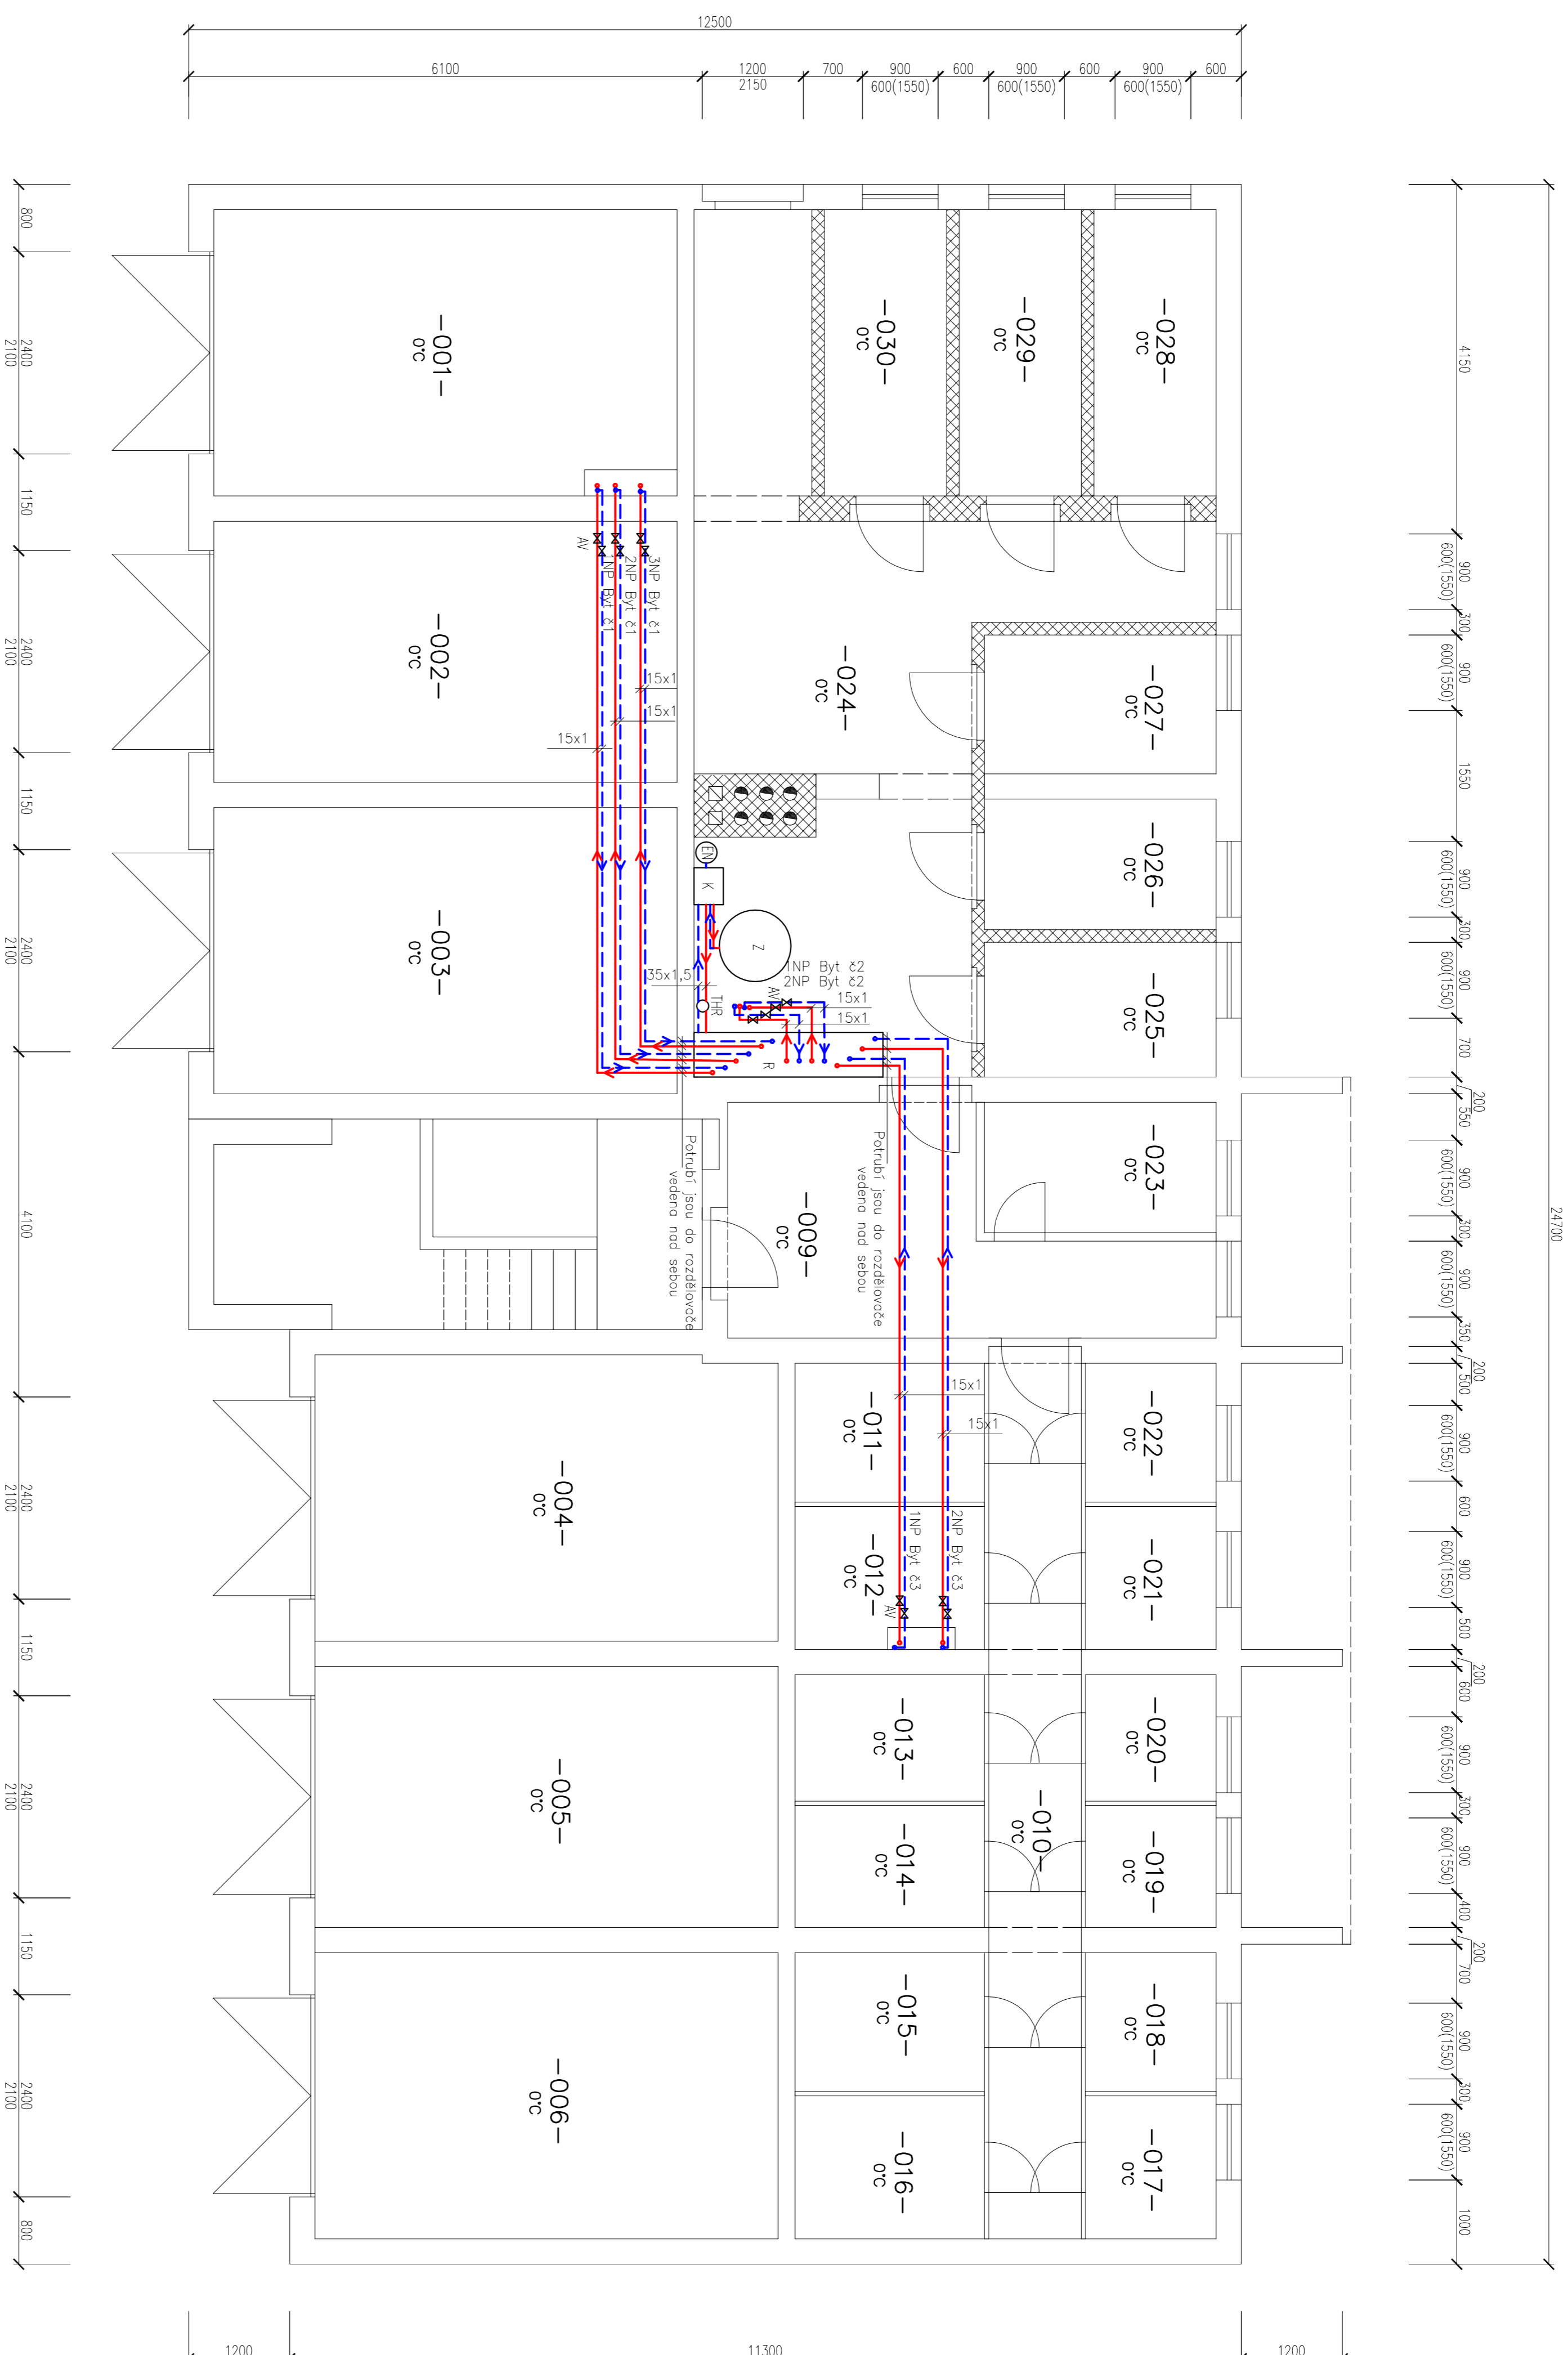 12500
6100
1200
2150
700
900
600(1550)
600
900
600(1550)
600
900
600(1550)
600
24700
4150
900
600(1550)
300
900
600(1550)
1550
900
600(1550)
300
900
600(1550)
700
200
550
900
600(1550)
300
900
600(1550)
350
200
500
900
600(1550)
600
900
600(1550)
500
200
600
900
600(1550)
300
900
600(1550)
400
200
700
900
600(1550)
300
900
600(1550)
1000
800
2400
2100
1150
2400
2100
1150
2400
2100
4100
2400
2100
1150
2400
2100
1150
2400
2100
800
-001-
0°C
-030-
0°C
-029-
0°C
-028-
0°C
AV
1NP Byt č1
2NP Byt č1
3NP Byt č1
-002-
0°C
15x1
15x1
15x1
-024-
0°C
-027-
0°C
-026-
0°C
EN
K
Z
-003-
0°C
35x1,5
THR
1NP Byt č2
2NP Byt č2
AV
15x1
15x1
R
-025-
0°C
Potrubí jsou do rozdělovače
vedena nad sebou
Potrubí jsou do rozdělovače
vedena nad sebou
-009-
0°C
-023-
0°C
15x1
15x1
-011-
0°C
-022-
0°C
-004-
0°C
-012-
0°C
1NP Byt č3
2NP Byt č3
AV
-021-
0°C
-005-
0°C
-013-
0°C
-020-
0°C
-014-
0°C
-010-
0°C
-019-
0°C
-006-
0°C
-015-
0°C
-018-
0°C
-016-
0°C
-017-
0°C
1200
11300
1200